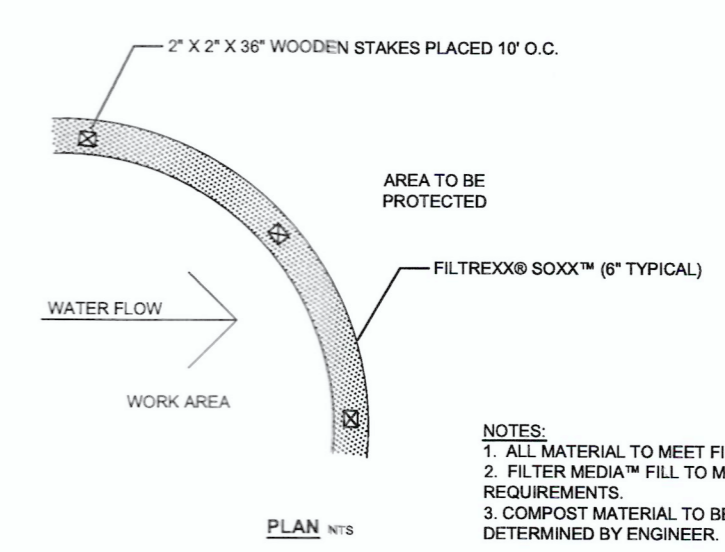 2" X 2" X 36" WOODEN STAKES PLACED 10' O.C.
AREA TO BE
PROTECTED
FILTREXX® SOXX™ (6" TYPICAL)
WATER FLOW
WORK AREA
NOTES:
1. ALL MATERIAL TO MEET
2. FILTER MEDIA™ FILL TO
REQUIREMENTS.
3. COMPOST MATERIAL TO
DETERMINED BY ENGINEER.
PLAN NTS